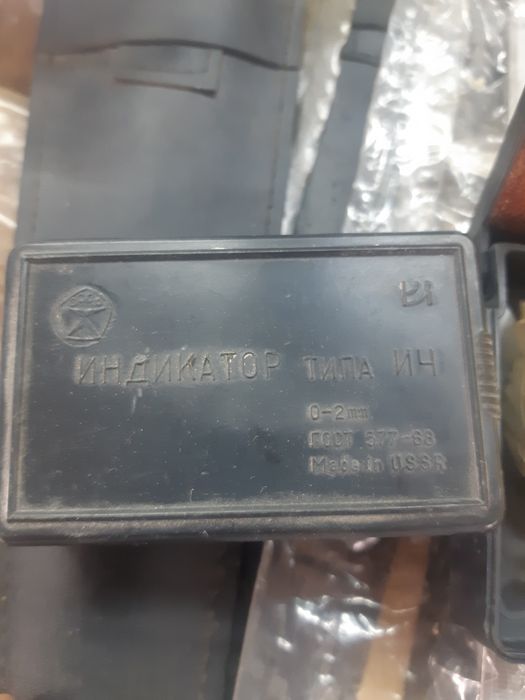 ИНДИКАТОР ТИПА ИЧ
0-2mm
ГОСТ 577-68
Made in USSR